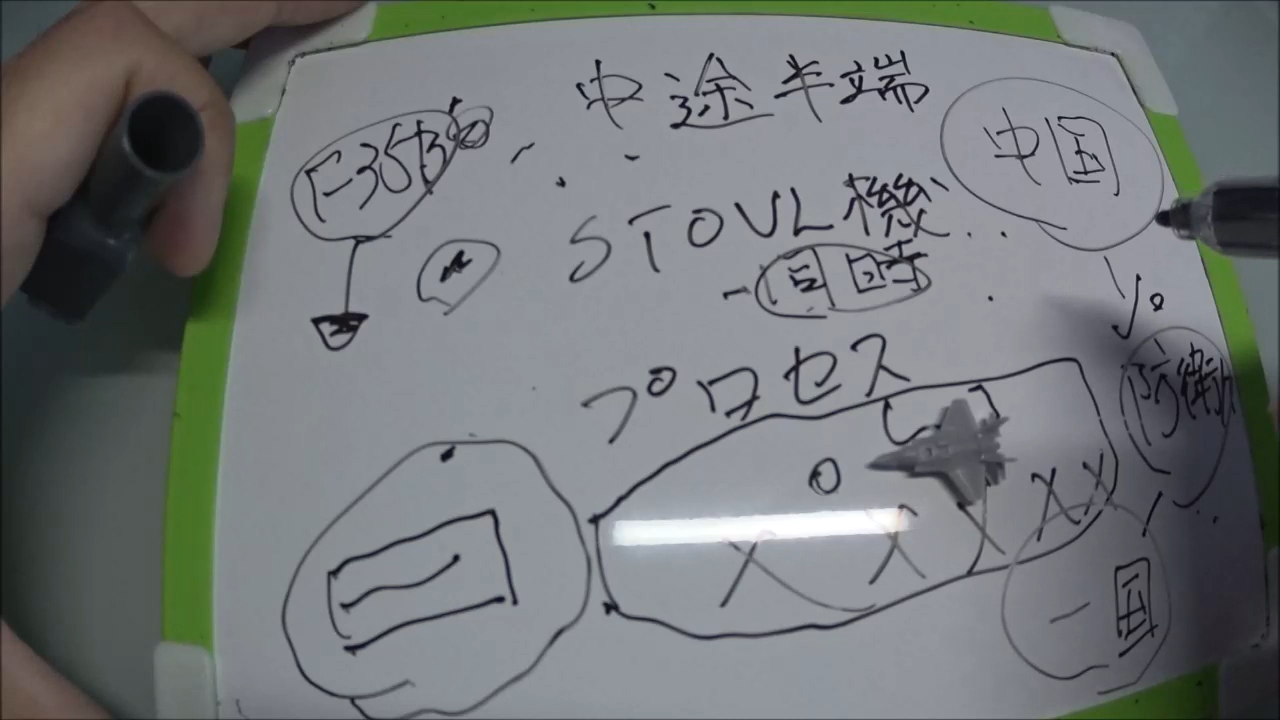 中途半端
F-35B
中国
STOVL機
同時
プロセス
防衛
一国